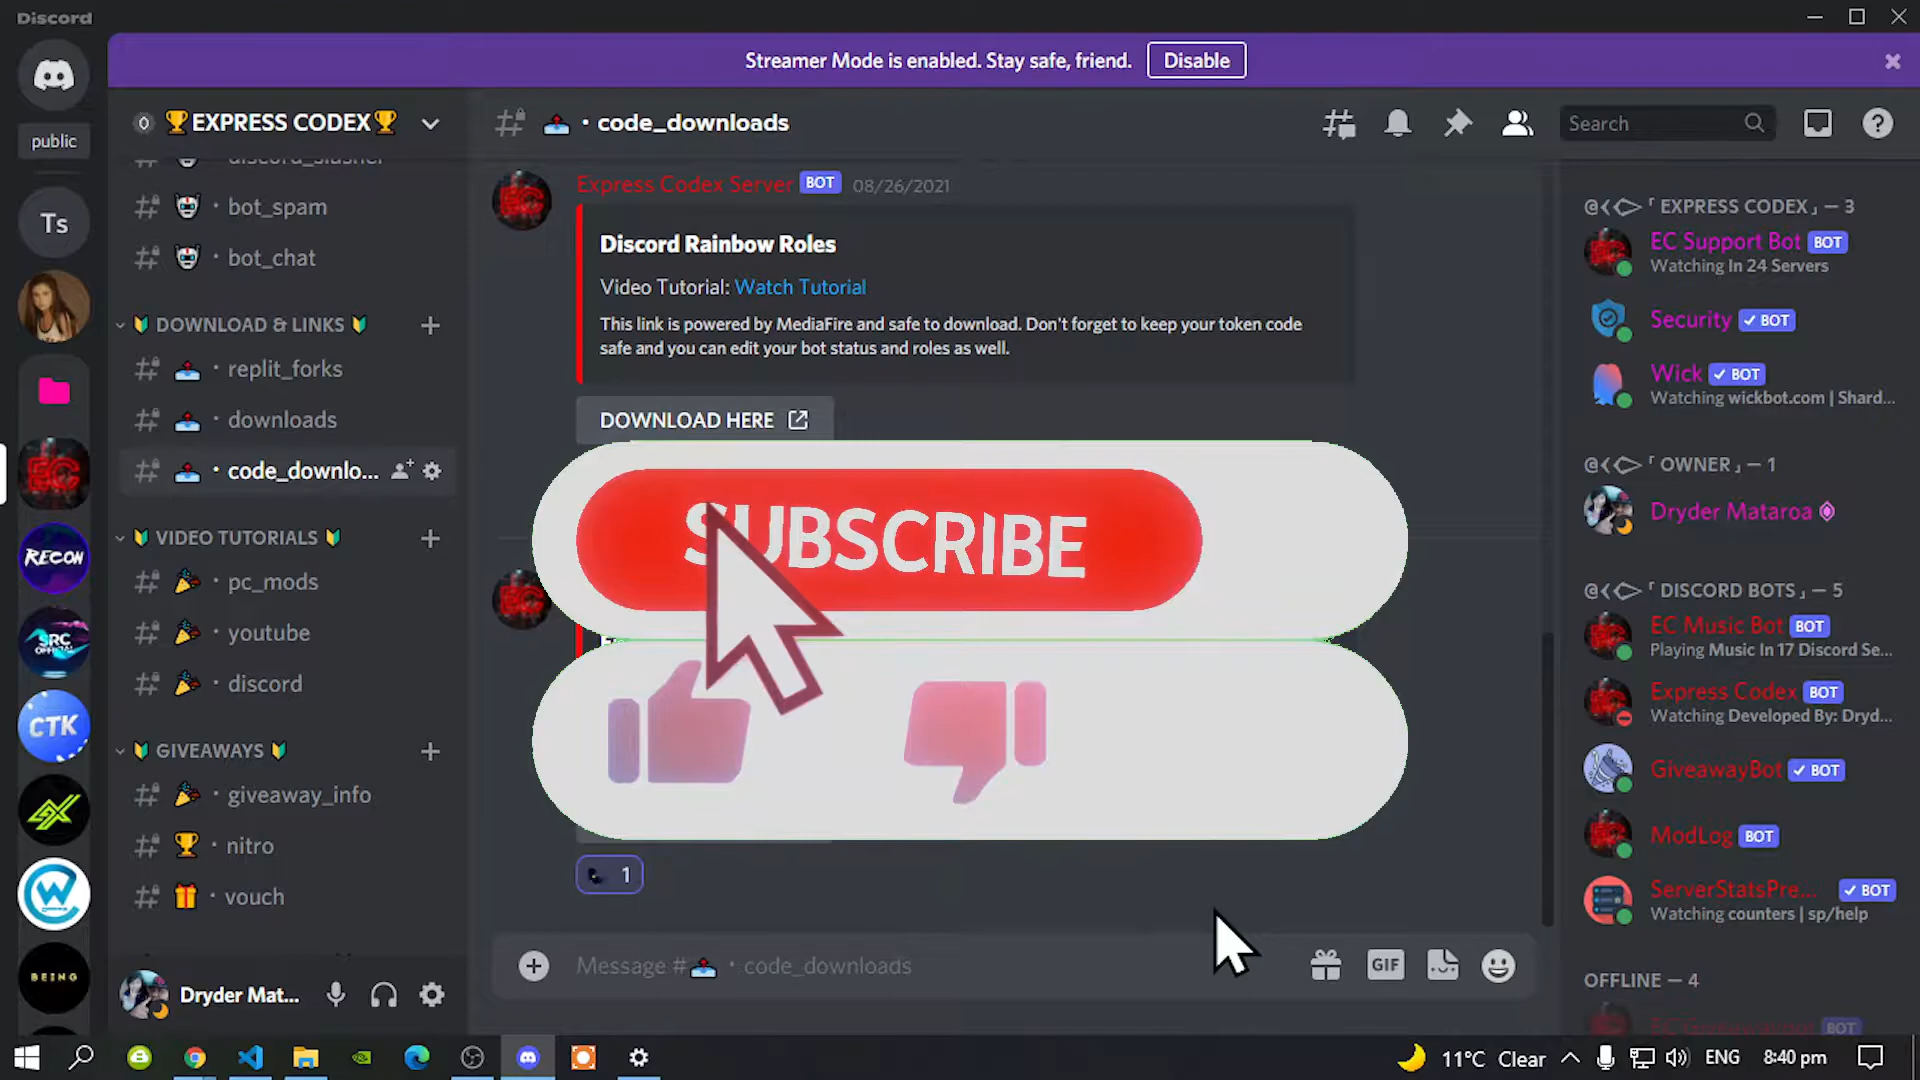 Discord
Streamer Mode is enabled. Stay safe, friend.
Disable
public
Ts
EC
RECON
SRC
OFFICIAL
CTK
BEING
🏆EXPRESS CODEX🏆
bot_spam
bot_chat
🔰 DOWNLOAD & LINKS 🔰
replit_forks
downloads
code_downlo...
🔰 VIDEO TUTORIALS 🔰
pc_mods
youtube
discord
🔰 GIVEAWAYS 🔰
giveaway_info
nitro
vouch
Dryder Mat...
code_downloads
Search
Express Codex Server BOT 08/26/2021
Discord Rainbow Roles
Video Tutorial: Watch Tutorial
This link is powered by MediaFire and safe to download. Don't forget to keep your token code
safe and you can edit your bot status and roles as well.
DOWNLOAD HERE
SUBSCRIBE
1
Message #📤・code_downloads
GIF
@<⧼⧽「 EXPRESS CODEX 」— 3
EC Support Bot BOT
Watching In 24 Servers
Security ✓ BOT
Wick ✓ BOT
Watching wickbot.com | Shard...
「 OWNER 」— 1
Dryder Mataroa
「 DISCORD BOTS 」— 5
EC Music Bot BOT
Playing Music In 17 Discord Se...
Express Codex BOT
Watching Developed By: Dryd...
GiveawayBot ✓ BOT
ModLog BOT
ServerStatsPre... ✓ BOT
Watching counters | sp/help
OFFLINE — 4
11°C Clear
ENG
8:40 pm